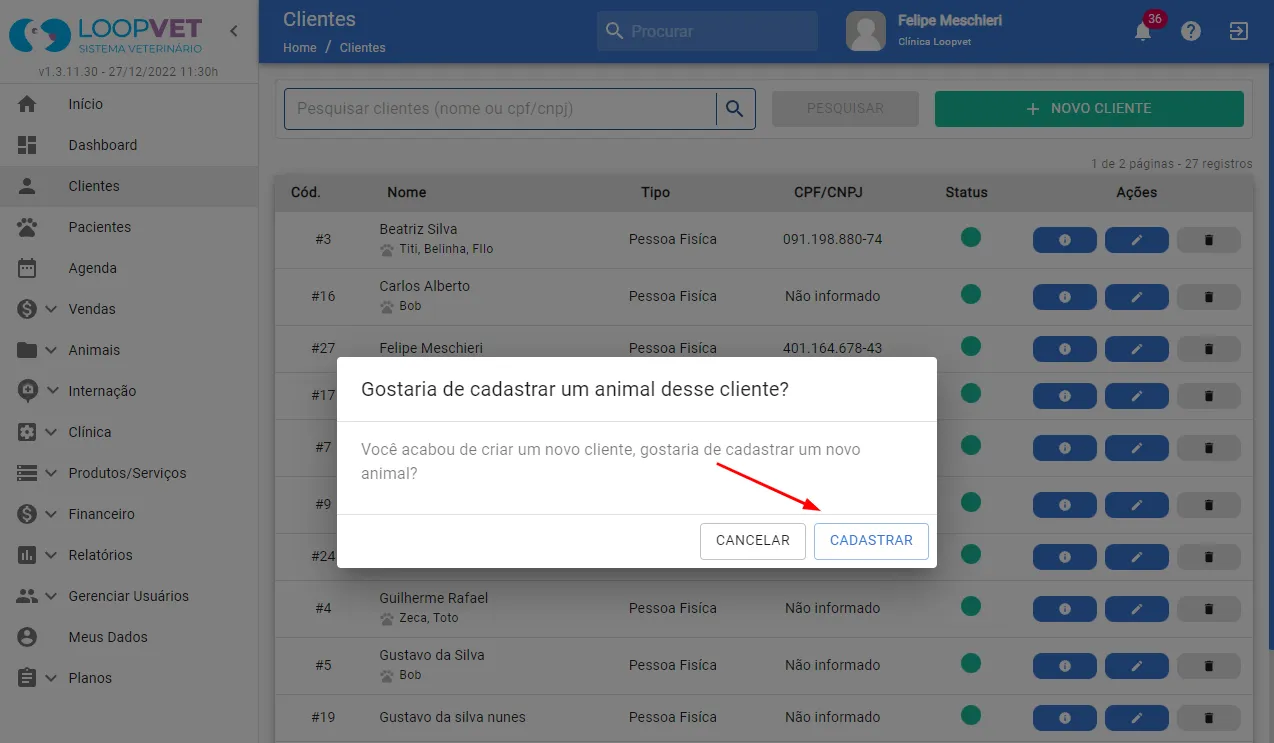 LOOPVET
SISTEMA VETERINÁRIO
v1.3.11.30 - 27/12/2022 11:30h
Início
Dashboard
Clientes
Pacientes
Agenda
Vendas
Animais
Internação
Clínica
Produtos/Serviços
Financeiro
Relatórios
Gerenciar Usuários
Meus Dados
Planos
Clientes
Home / Clientes
Procurar
Felipe Meschieri
Clínica Loopvet
36
Pesquisar clientes (nome ou cpf/cnpj)
PESQUISAR
+ NOVO CLIENTE
1 de 2 páginas - 27 registros
Cód. Nome Tipo CPF/CNPJ Status Ações
#3 Beatriz Silva Pessoa Fisíca 091.198.880-74
Titi, Belinha, FIlo
#16 Carlos Alberto Pessoa Fisíca Não informado
Bob
#27 Felipe Meschieri Pessoa Fisíca 401.164.678-43
#17
#7
#9
#24
Gostaria de cadastrar um animal desse cliente?
Você acabou de criar um novo cliente, gostaria de cadastrar um novo
animal?
CANCELAR CADASTRAR
#4 Guilherme Rafael Pessoa Fisíca Não informado
Zeca, Toto
#5 Gustavo da Silva Pessoa Fisíca Não informado
Bob
#19 Gustavo da silva nunes Pessoa Fisíca Não informado